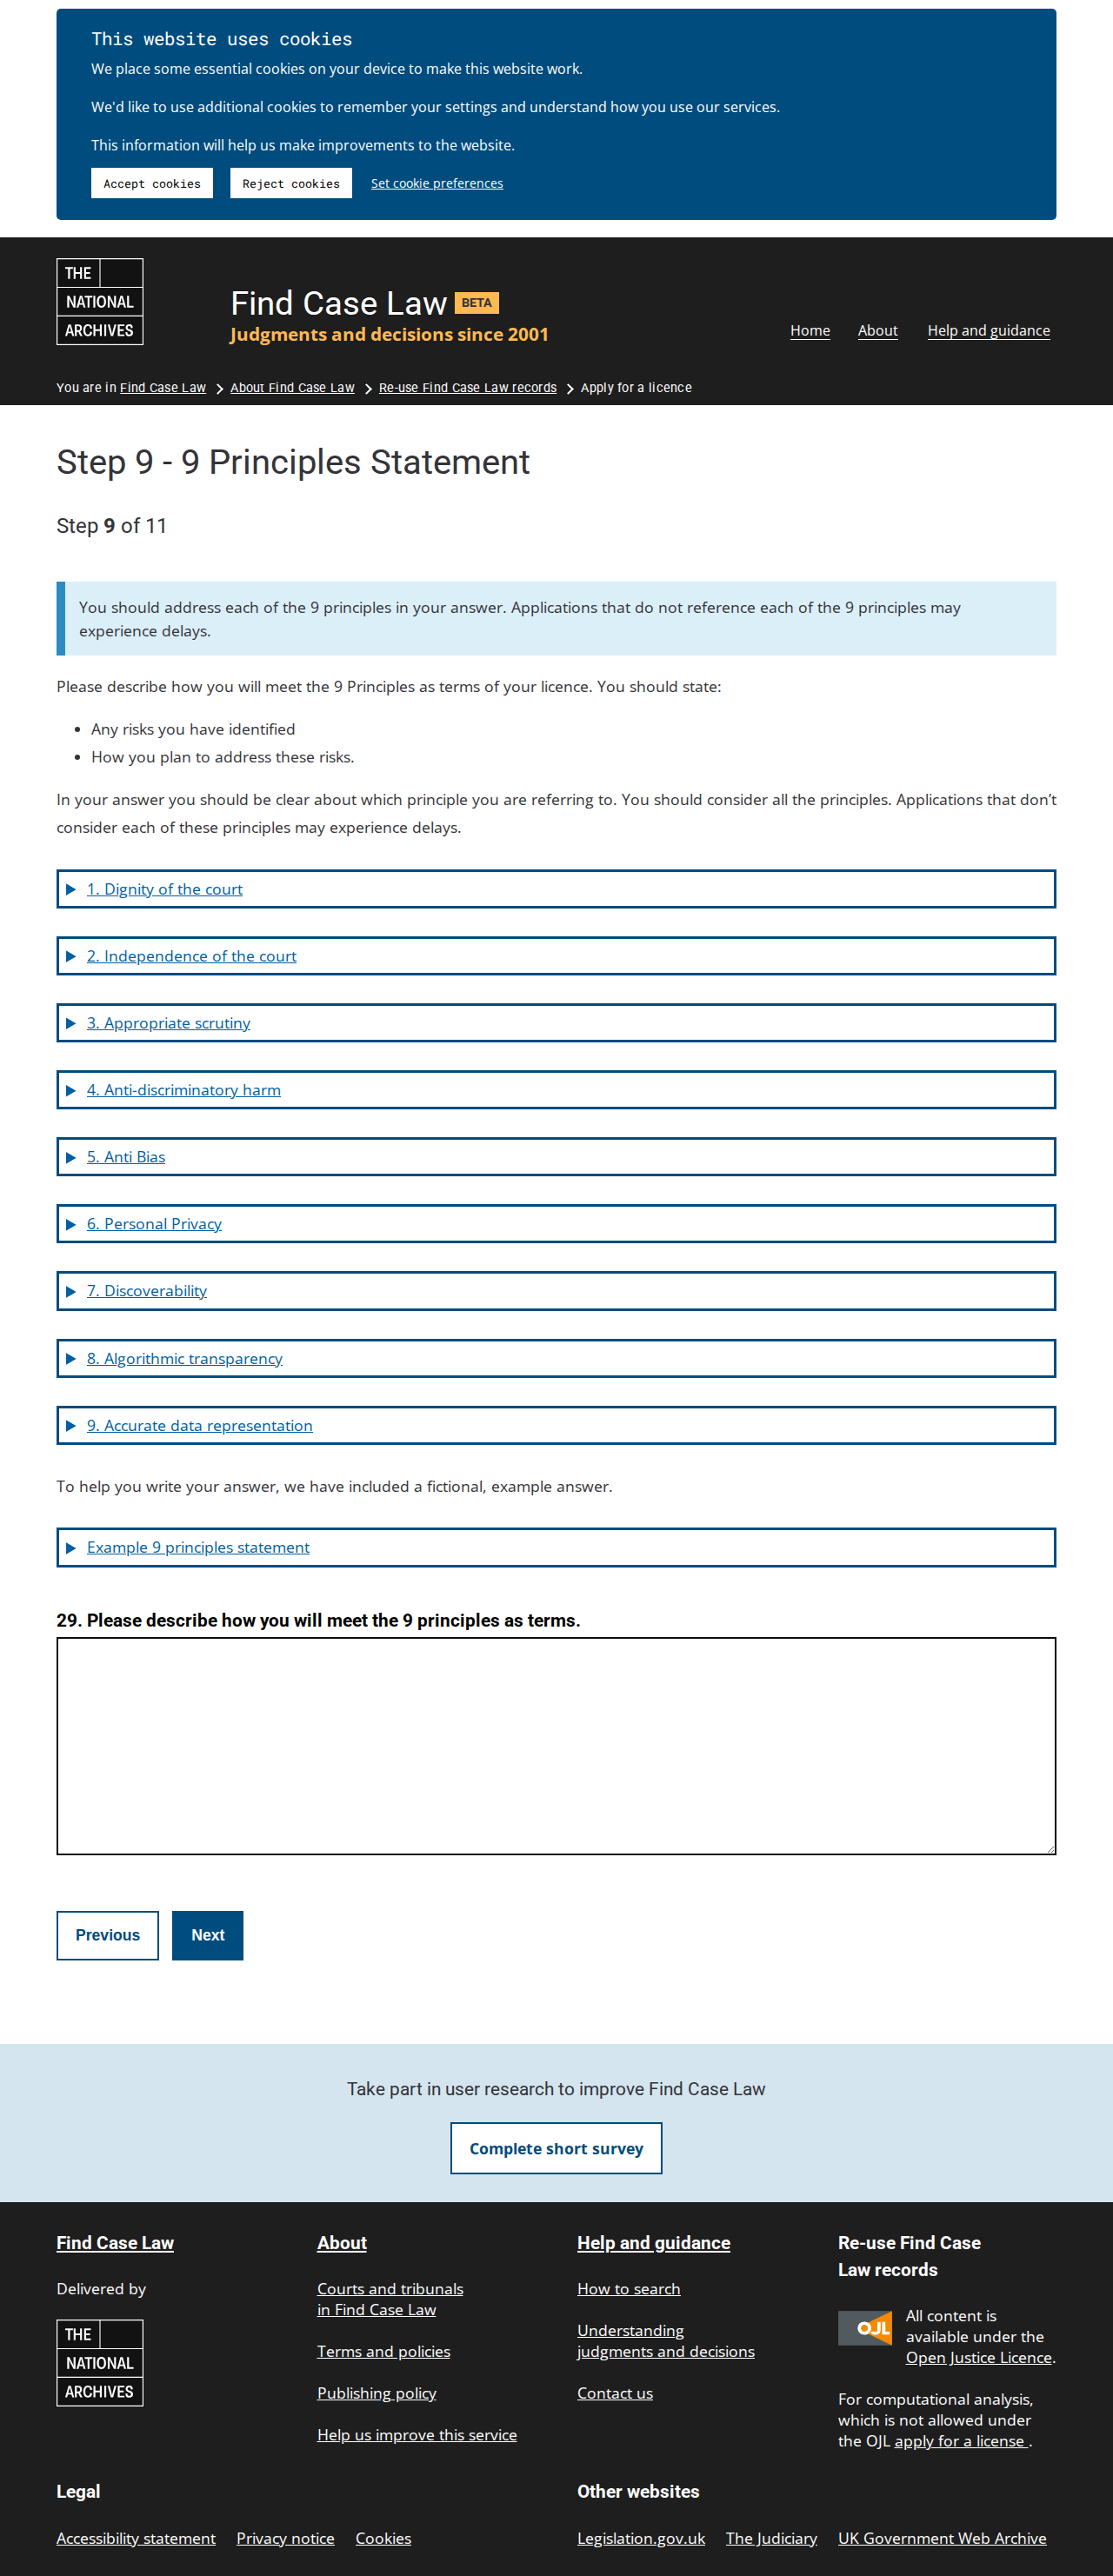 This website uses cookies
We place some essential cookies on your device to make this website work.
We'd like to use additional cookies to remember your settings and understand how you use our services.
This information will help us make improvements to the website.
Accept cookies Reject cookies Set cookie preferences
THE
NATIONAL
ARCHIVES
Find Case Law BETA
Judgments and decisions since 2001
Home About Help and guidance
You are in Find Case Law About Find Case Law Re-use Find Case Law records Apply for a licence
Step 9 - 9 Principles Statement
Step 9 of 11
You should address each of the 9 principles in your answer. Applications that do not reference each of the 9 principles may
experience delays.
Please describe how you will meet the 9 Principles as terms of your licence. You should state:
• Any risks you have identified
• How you plan to address these risks.
In your answer you should be clear about which principle you are referring to. You should consider all the principles. Applications that don’t
consider each of these principles may experience delays.
1. Dignity of the court
2. Independence of the court
3. Appropriate scrutiny
4. Anti-discriminatory harm
5. Anti Bias
6. Personal Privacy
7. Discoverability
8. Algorithmic transparency
9. Accurate data representation
To help you write your answer, we have included a fictional, example answer.
Example 9 principles statement
29. Please describe how you will meet the 9 principles as terms.
Previous Next
Take part in user research to improve Find Case Law
Complete short survey
Find Case Law
Delivered by
THE
NATIONAL
ARCHIVES
About
Courts and tribunals
in Find Case Law
Terms and policies
Publishing policy
Help us improve this service
Help and guidance
How to search
Understanding
judgments and decisions
Contact us
Re-use Find Case
Law records
OJL
All content is
available under the
Open Justice Licence.
For computational analysis,
which is not allowed under
the OJL apply for a license .
Legal
Accessibility statement Privacy notice Cookies
Other websites
Legislation.gov.uk The Judiciary UK Government Web Archive